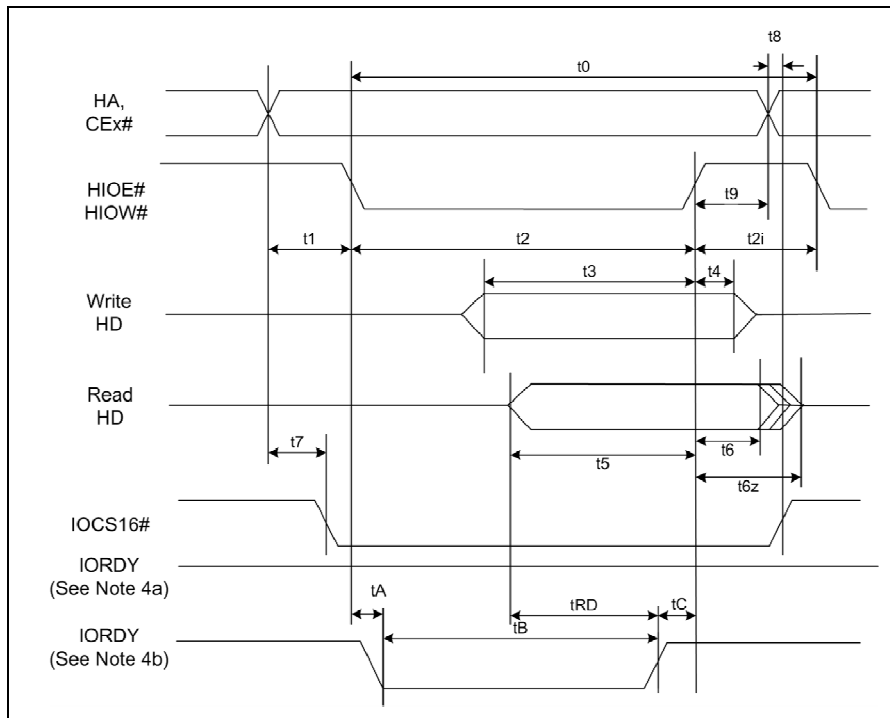 t8
t0
HA,
CEx#
HIOE#
HIOW#
t9
t1
t2
t2i
t3
t4
Write
HD
Read
HD
t7
t5
t6
t6z
IOCS16#
IORDY
(See Note 4a)
tA
tRD
tC
tB
IORDY
(See Note 4b)